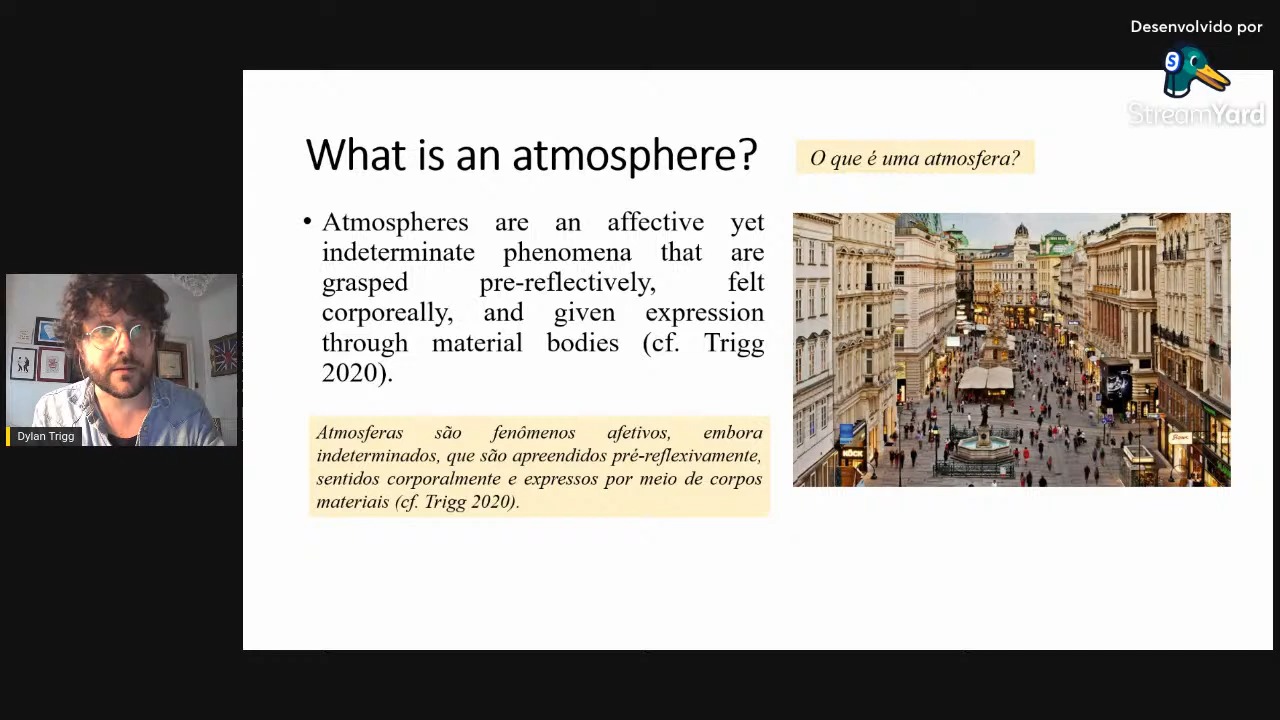 Desenvolvido por
S
StreamYard
What is an atmosphere?
O que é uma atmosfera?
• Atmospheres are an affective yet
indeterminate phenomena that are
grasped pre-reflectively, felt
corporeally, and given expression
through material bodies (cf. Trigg
2020).
Atmosferas são fenômenos afetivos, embora
indeterminados, que são apreendidos pré-reflexivamente,
sentidos corporalmente e expressos por meio de corpos
materiais (cf. Trigg 2020).
Dylan Trigg